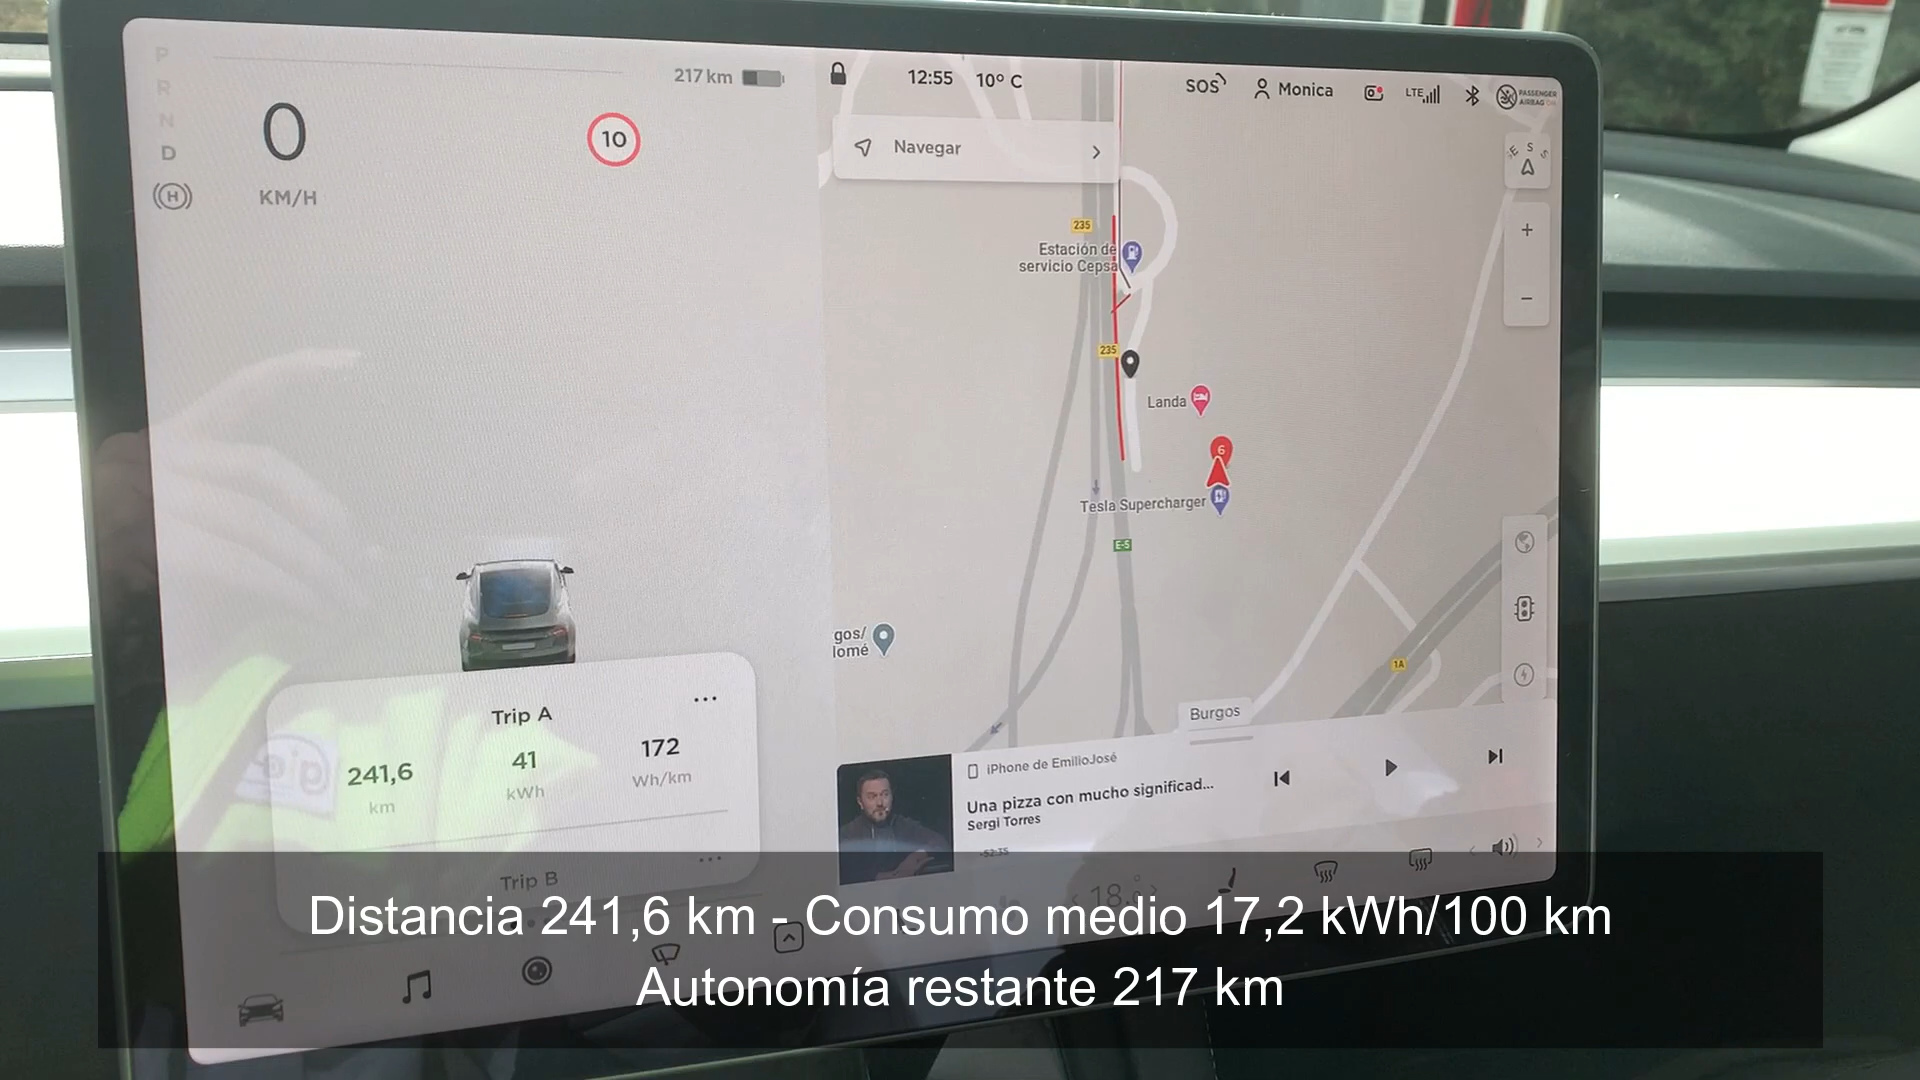 P
R
N
D
0
KM/H
10
217 km
12:55
10° C
SOS
Monica
LTE
PASSENGER
AIRBAG
Navegar
E S S
+
−
235
Estación de
servicio Cepsa
235
Landa
6
Tesla Supercharger
E-5
gos/
lomé
1A
Burgos
Trip A
241,6
km
41
kWh
172
Wh/km
Trip B
iPhone de EmilioJosé
Una pizza con mucho significad...
Sergi Torres
-52:35
Distancia 241,6 km - Consumo medio 17,2 kWh/100 km
Autonomía restante 217 km